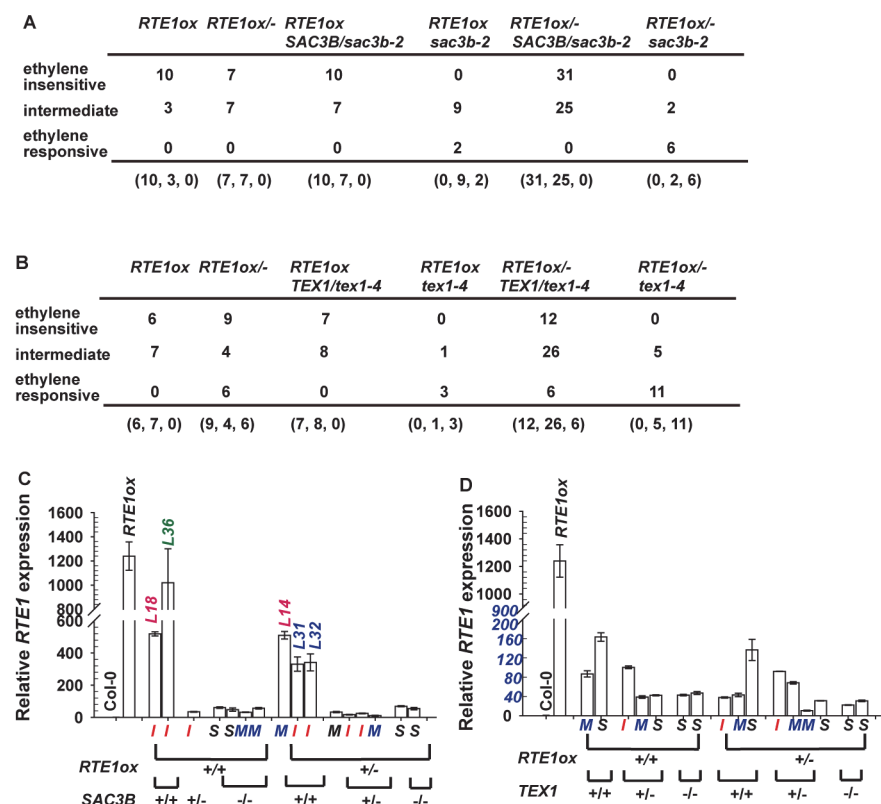 A
RTE1ox RTE1ox/- RTE1ox RTE1ox RTE1ox/- RTE1ox/-
SAC3B/sac3b-2 sac3b-2 SAC3B/sac3b-2 sac3b-2
ethylene
insensitive 10 7 10 0 31 0
intermediate 3 7 7 9 25 2
ethylene
responsive 0 0 0 2 0 6
(10, 3, 0) (7, 7, 0) (10, 7, 0) (0, 9, 2) (31, 25, 0) (0, 2, 6)
B
RTE1ox RTE1ox/- RTE1ox RTE1ox RTE1ox/- RTE1ox/-
TEX1/tex1-4 tex1-4 TEX1/tex1-4 tex1-4
ethylene
insensitive 6 9 7 0 12 0
intermediate 7 4 8 1 26 5
ethylene
responsive 0 6 0 3 6 11
(6, 7, 0) (9, 4, 6) (7, 8, 0) (0, 1, 3) (12, 26, 6) (0, 5, 11)
C
Relative RTE1 expression
1600
1400
1200
1000
800
600
400
200
0
Col-0
RTE1ox
L18
L36
L14
L31
L32
I I I S S M M M I I M I I M S S
RTE1ox +/+ +/-
SAC3B +/+ +/- -/- +/+ +/- -/-
D
Relative RTE1 expression
1600
1400
1200
1000
900
200
160
120
80
40
0
Col-0
RTE1ox
M S I M S S S I M S I M M S S S
RTE1ox +/+ +/-
TEX1 +/+ +/- -/- +/+ +/- -/-